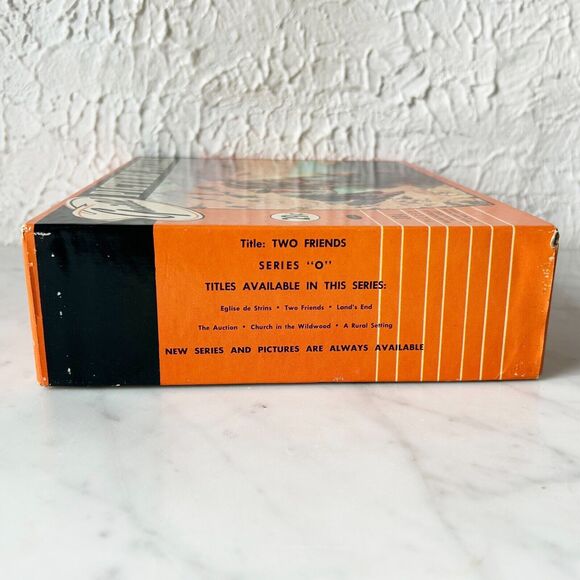 Title: TWO FRIENDS
SERIES "O"
TITLES AVAILABLE IN THIS SERIES:
Eglise de Strins • Two Friends • Land's End
The Auction • Church in the Wildwood • A Rural Setting
NEW SERIES AND PICTURES ARE ALWAYS AVAILABLE